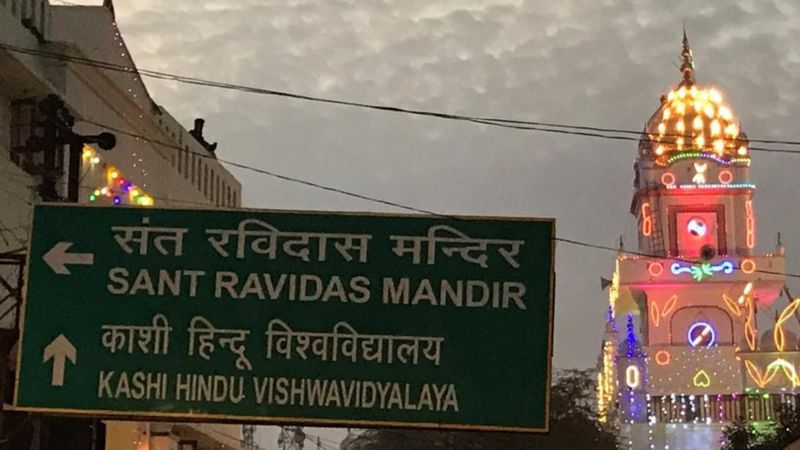 संत रविदास मन्दिर
SANT RAVIDAS MANDIR
काशी हिन्दू विश्वविद्यालय
KASHI HINDU VISHWAVIDYALAYA